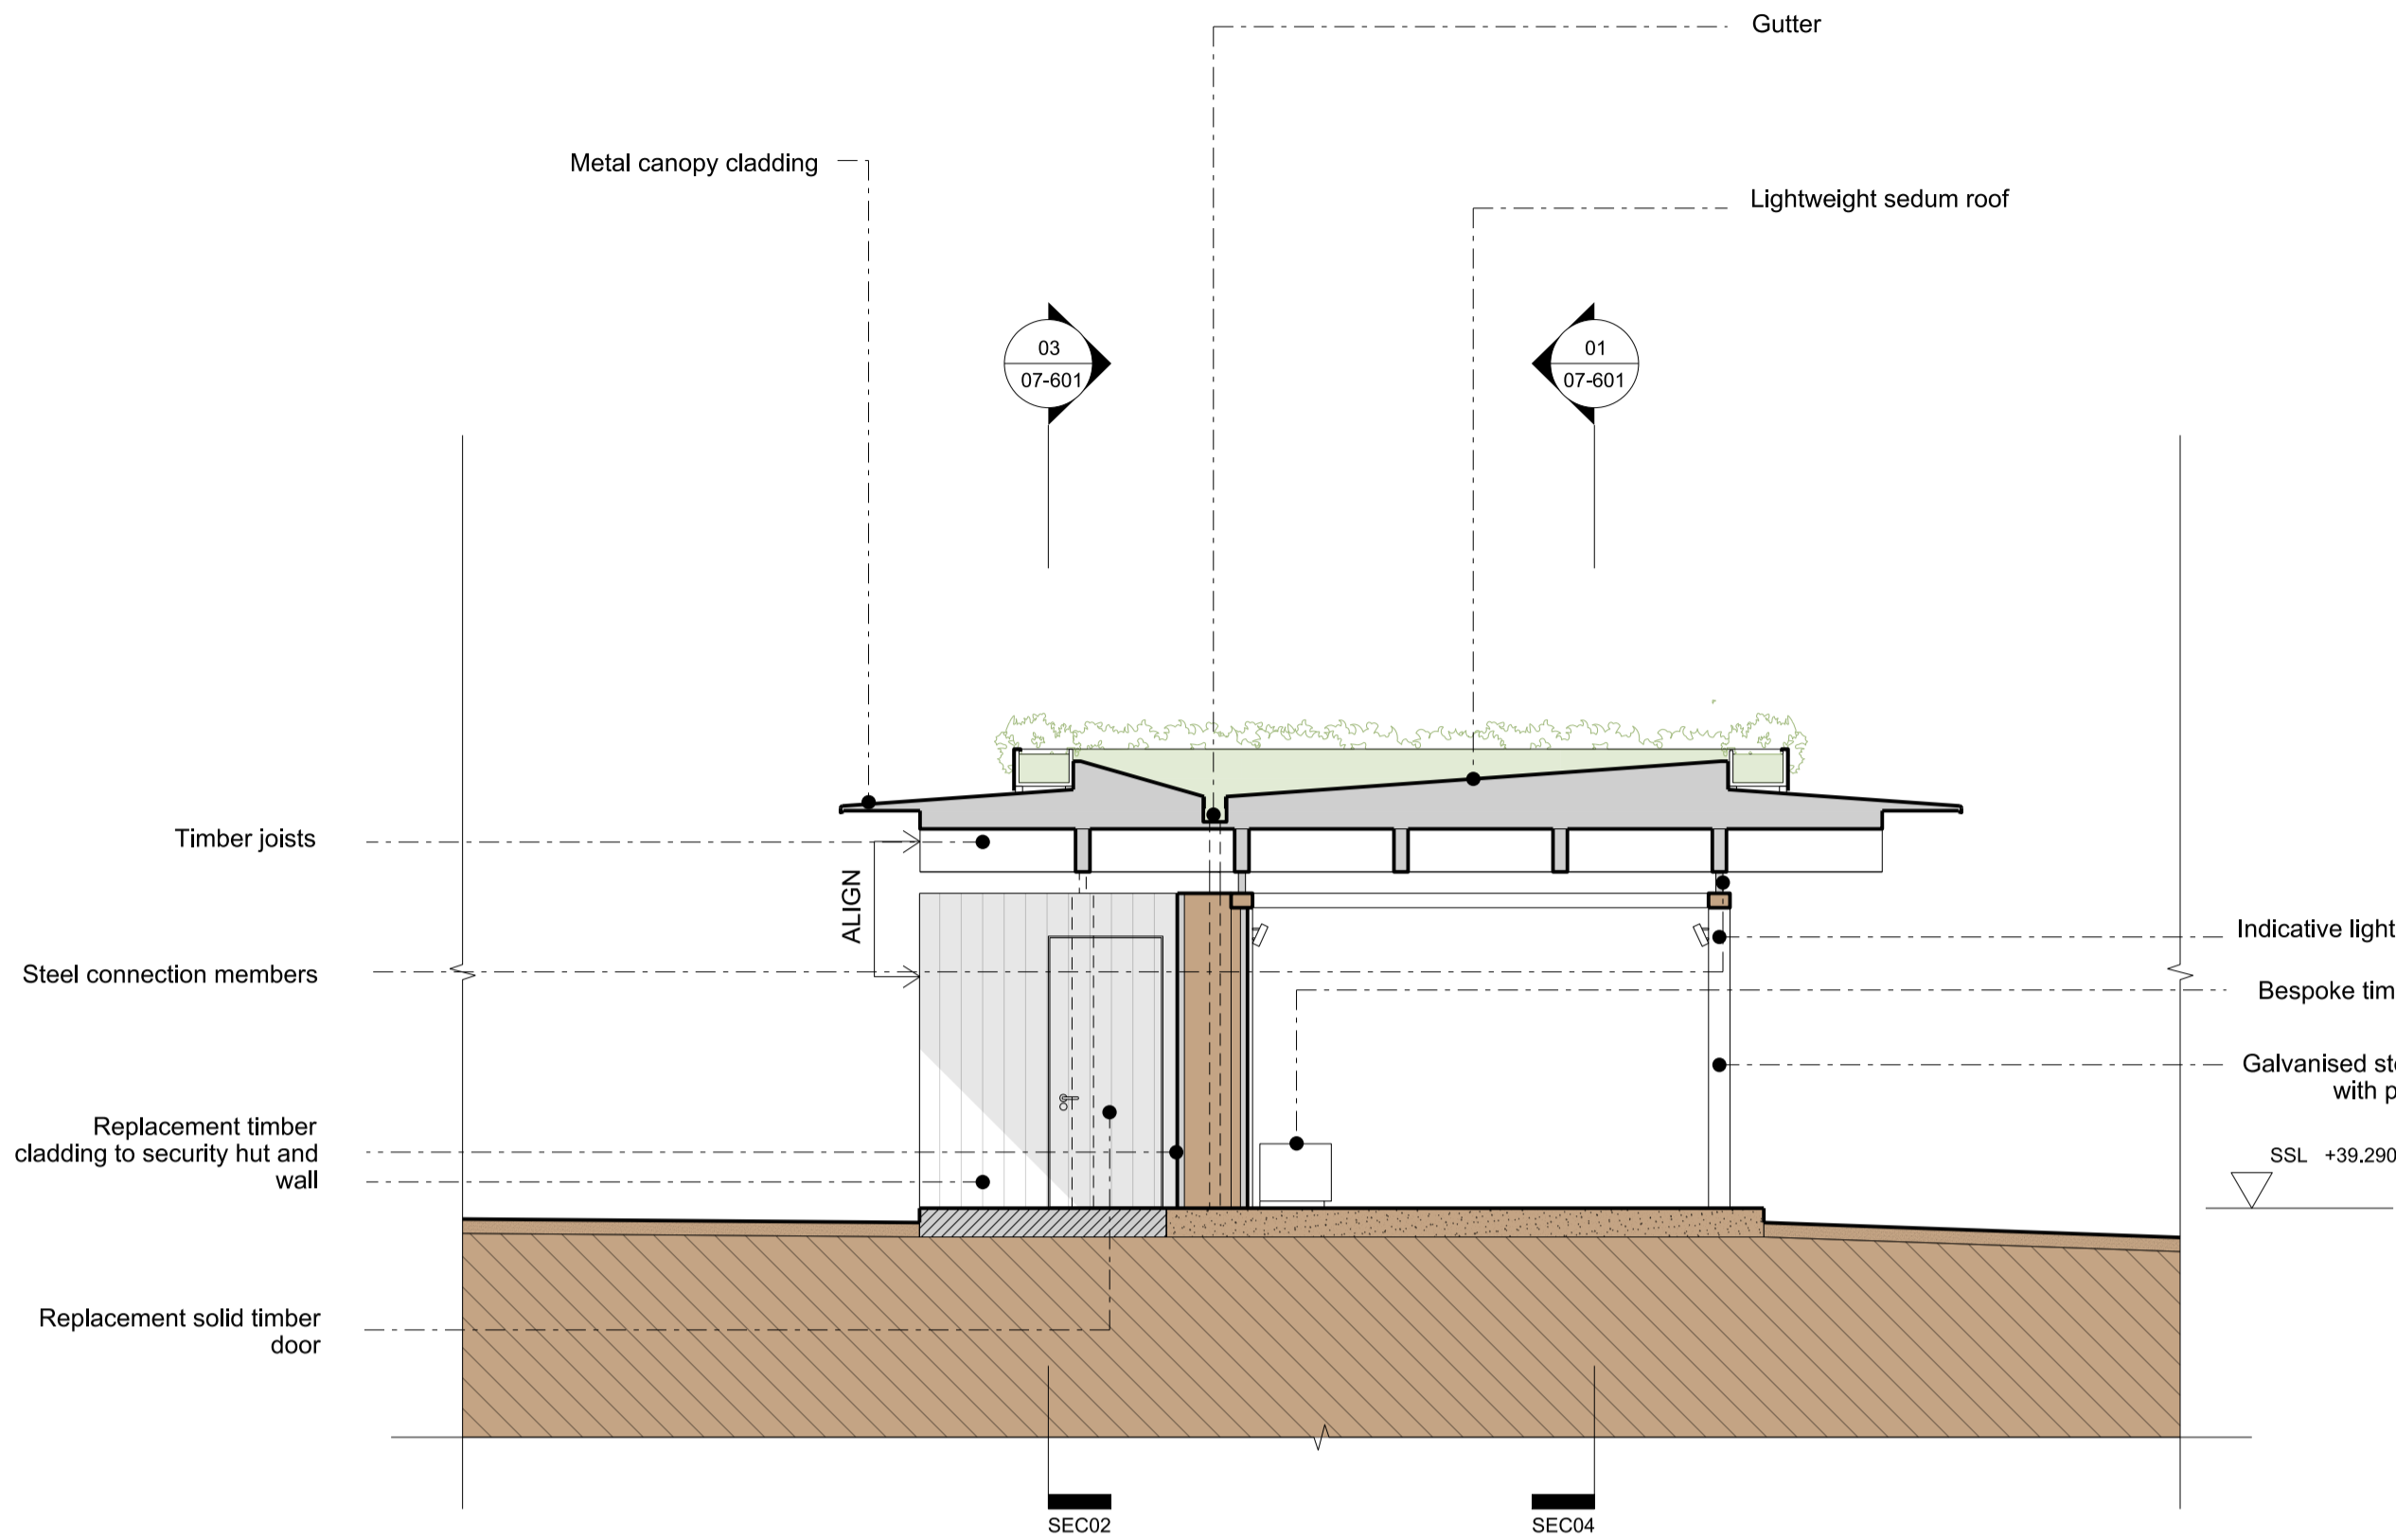 Gutter
Metal canopy cladding
Lightweight sedum roof
03
07-601
01
07-601
Timber joists
ALIGN
Indicative light
Steel connection members
Bespoke tim
Galvanised ste
with p
Replacement timber
cladding to security hut and
wall
SSL +39.290
Replacement solid timber
door
SEC02
SEC04